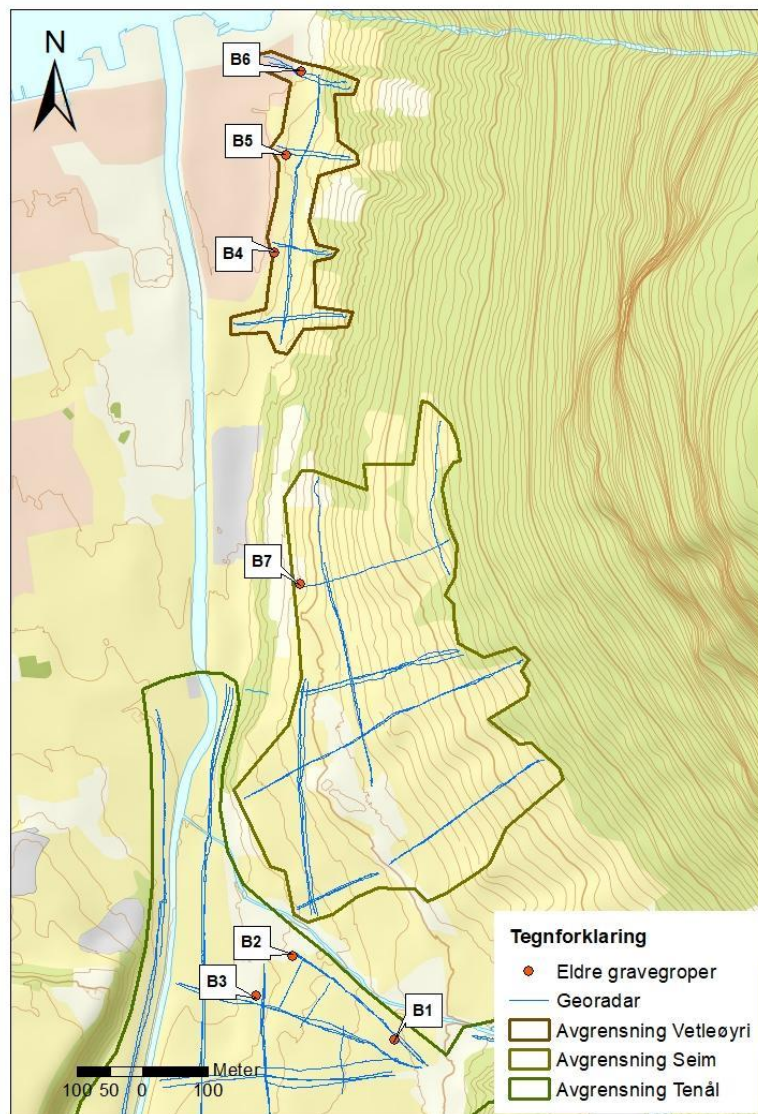 N
B6
B5
B4
B7
B2
B3
B1
Meter
100 50 0 100
Tegnforklaring
Eldre gravegroper
Georadar
Avgrensning Vetleøyri
Avgrensning Seim
Avgrensning Tenål